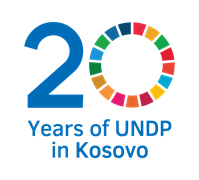 20
Years of UNDP
in Kosovo